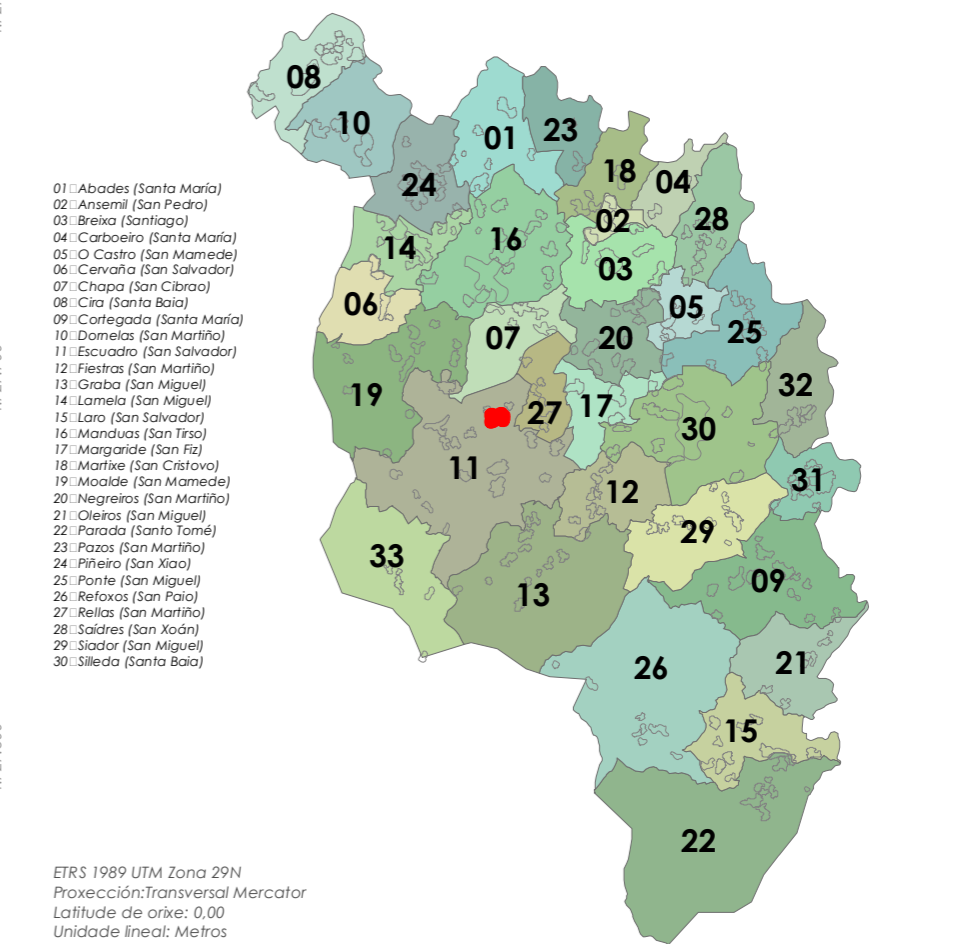 08
10
01
23
24
18
04
02
28
14
16
03
06
05
07
20
25
19
32
27
17
30
11
12
31
29
33
13
09
26
21
15
22
01 Abades (Santa María)
02 Ansemil (San Pedro)
03 Breixa (Santiago)
04 Carboeiro (Santa María)
05 O Castro (San Mamede)
06 Cervaña (San Salvador)
07 Chapa (San Cibrao)
08 Cira (Santa Baia)
09 Cortegada (Santa María)
10 Dornelas (San Martiño)
11 Escuadro (San Salvador)
12 Fiestras (San Martiño)
13 Graba (San Miguel)
14 Lamela (San Miguel)
15 Laro (San Salvador)
16 Manduas (San Tirso)
17 Margaride (San Fiz)
18 Martixe (San Cristovo)
19 Moalde (San Mamede)
20 Negreiros (San Martiño)
21 Oleiros (San Miguel)
22 Parada (Santo Tomé)
23 Pazos (San Martiño)
24 Piñeiro (San Xiao)
25 Ponte (San Miguel)
26 Refoxos (San Paio)
27 Rellas (San Martiño)
28 Saídres (San Xoán)
29 Siador (San Miguel)
30 Silleda (Santa Baia)
ETRS 1989 UTM Zona 29N
Proxección:Transversal Mercator
Latitude de orixe: 0,00
Unidade lineal: Metros